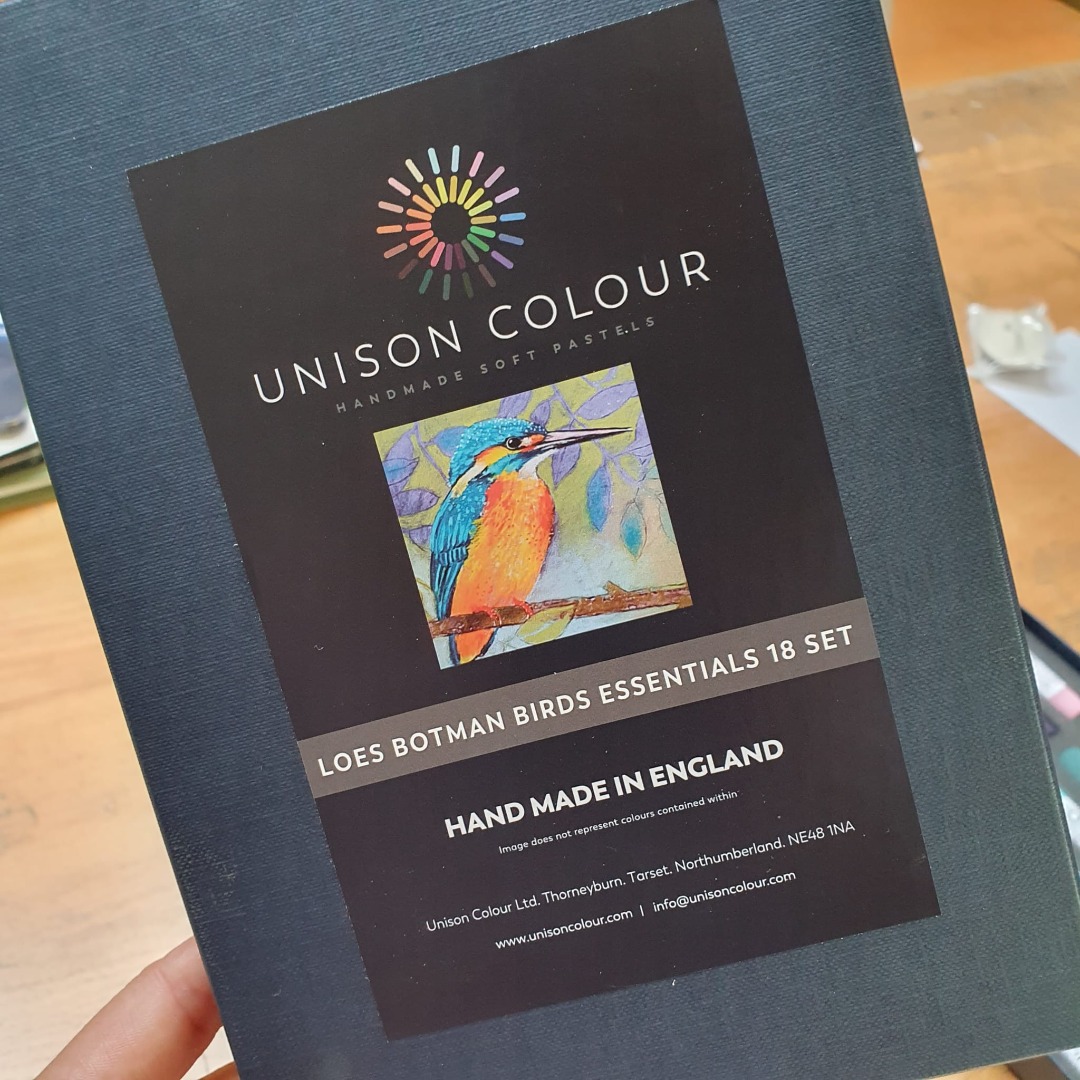 UNISON COLOUR
HANDMADE SOFT PASTELS
LOES BOTMAN BIRDS ESSENTIALS 18 SET
HAND MADE IN ENGLAND
Image does not represent colours contained within
Unison Colour Ltd. Thorneyburn. Tarset. Northumberland. NE48 1NA
www.unisoncolour.com | info@unisoncolour.com